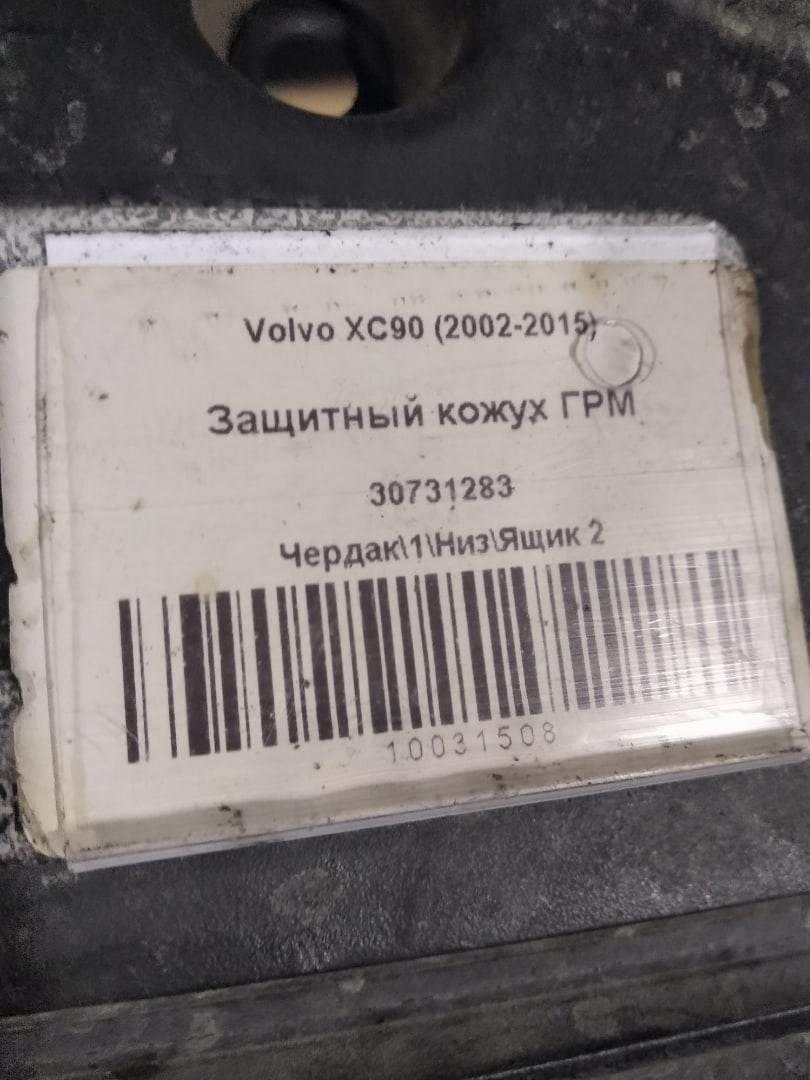 Volvo XC90 (2002-2015)
Защитный кожух ГРМ
30731283
Чердак\1\Низ\Ящик 2
10031508